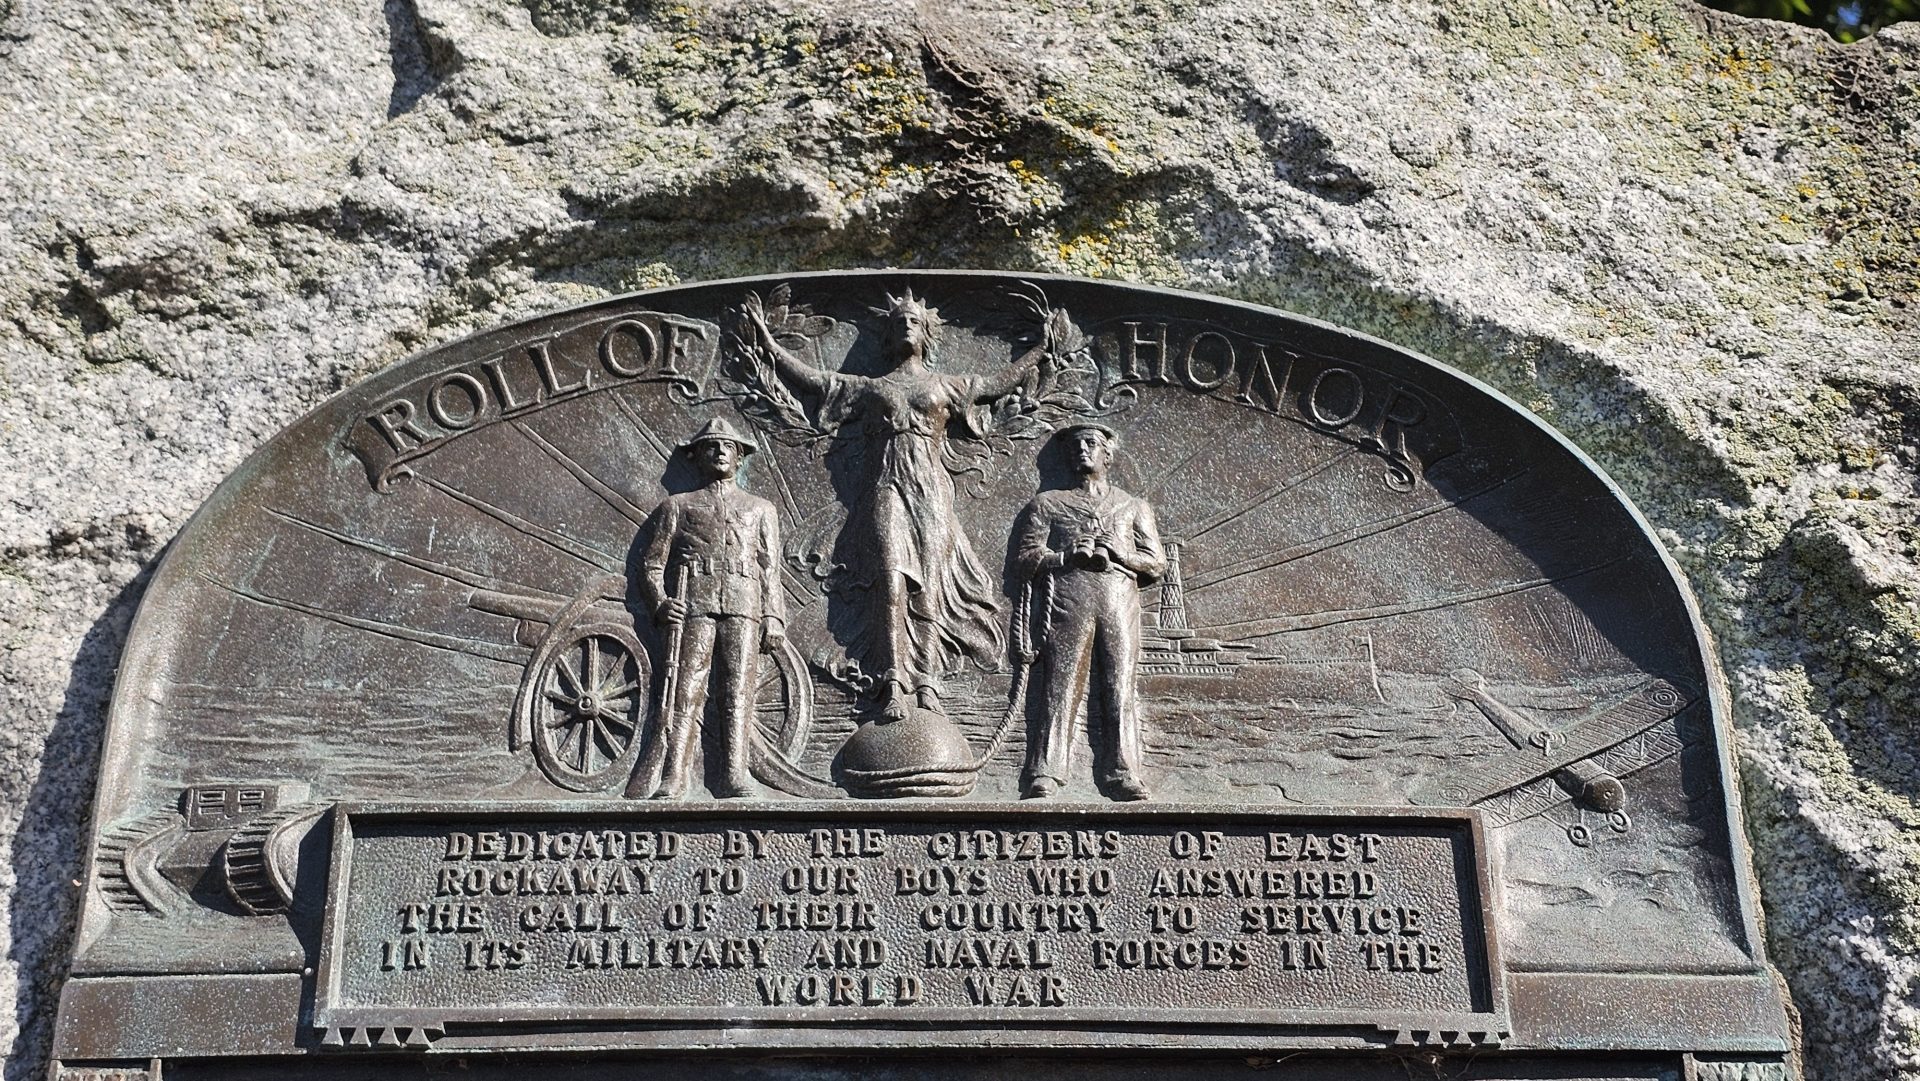 ROLL OF HONOR
DEDICATED BY THE CITIZENS OF EAST
ROCKAWAY TO OUR BOYS WHO ANSWERED
THE CALL OF THEIR COUNTRY TO SERVICE
IN ITS MILITARY AND NAVAL FORCES IN THE
WORLD WAR